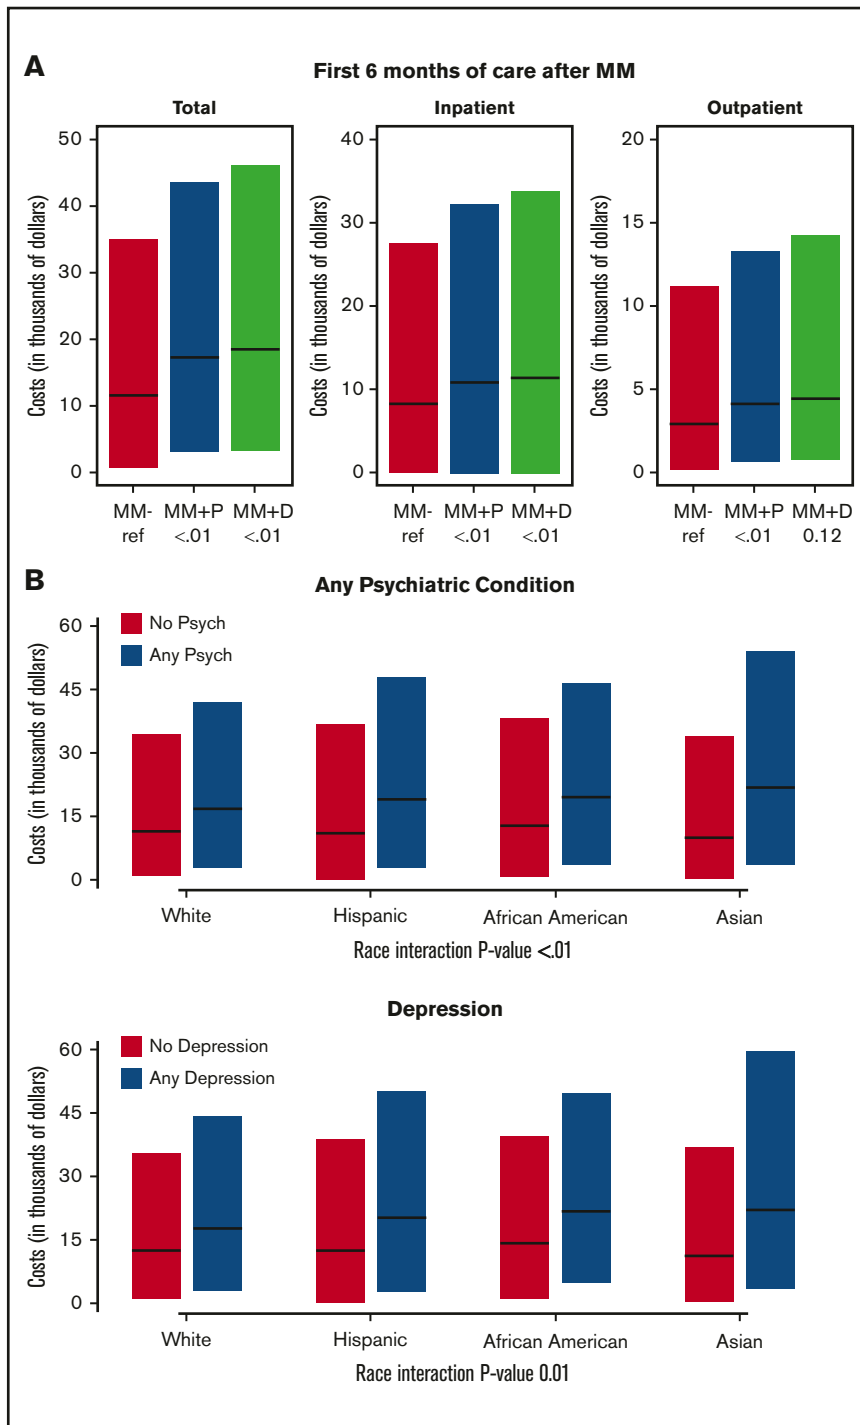 A
First 6 months of care after MM
Total
Inpatient
Outpatient
Costs (in thousands of dollars)
50
40
30
20
10
0
MM-
ref
MM+P
<.01
MM+D
<.01
Costs (in thousands of dollars)
40
30
20
10
0
MM-
ref
MM+P
<.01
MM+D
<.01
Costs (in thousands of dollars)
20
15
10
5
0
MM-
ref
MM+P
<.01
MM+D
0.12
B
Any Psychiatric Condition
No Psych
Any Psych
Costs (in thousands of dollars)
60
45
30
15
0
White
Hispanic
African American
Asian
Race interaction P-value <.01
Depression
No Depression
Any Depression
Costs (in thousands of dollars)
60
45
30
15
0
White
Hispanic
African American
Asian
Race interaction P-value 0.01